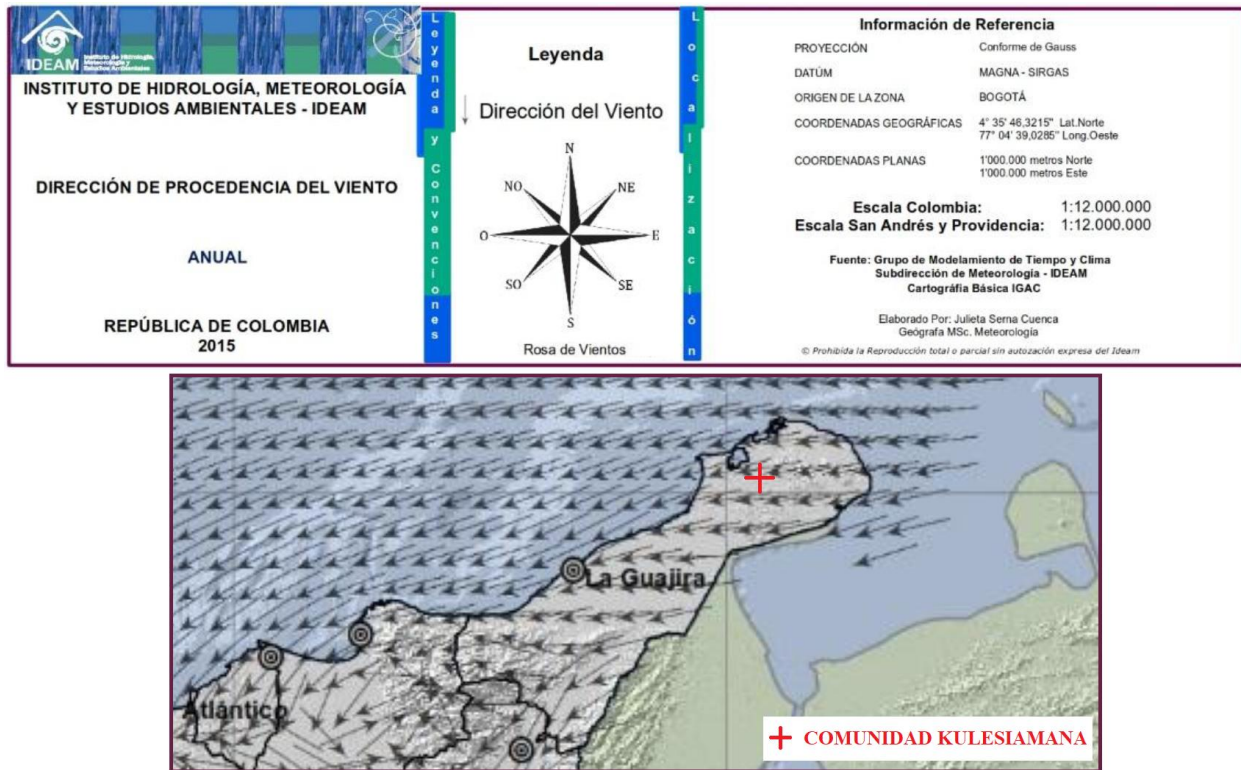 IDEAM
Instituto de Hidrología,
Meteorología y
Estudios Ambientales
INSTITUTO DE HIDROLOGÍA, METEOROLOGÍA
Y ESTUDIOS AMBIENTALES - IDEAM
DIRECCIÓN DE PROCEDENCIA DEL VIENTO
ANUAL
REPÚBLICA DE COLOMBIA
2015
Leyenda y Convenciones
Leyenda
Dirección del Viento
N
NO
NE
O
E
SO
SE
S
Rosa de Vientos
Localización
Información de Referencia
PROYECCIÓN Conforme de Gauss
DATÚM MAGNA - SIRGAS
ORIGEN DE LA ZONA BOGOTÁ
COORDENADAS GEOGRÁFICAS 4° 35' 46,3215" Lat.Norte
77° 04' 39,0285" Long.Oeste
COORDENADAS PLANAS 1'000.000 metros Norte
1'000.000 metros Este
Escala Colombia: 1:12.000.000
Escala San Andrés y Providencia: 1:12.000.000
Fuente: Grupo de Modelamiento de Tiempo y Clima
Subdirección de Meteorología - IDEAM
Cartográfia Básica IGAC
Elaborado Por: Julieta Serna Cuenca
Geógrafa MSc. Meteorología
© Prohibida la Reproducción total o parcial sin autozación expresa del Ideam
La Guajira
Atlántico
COMUNIDAD KULESIAMANA